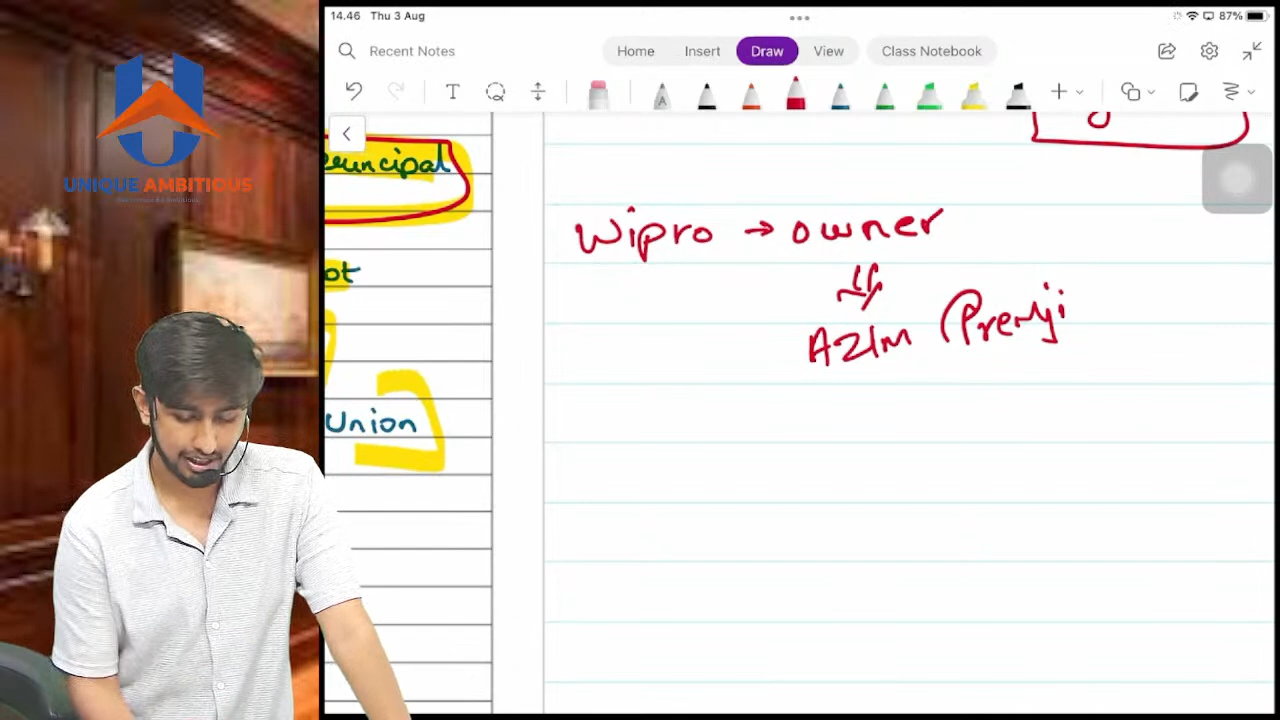 14.46 Thu 3 Aug
87%
Recent Notes
Home Insert Draw View Class Notebook
UNIQUE AMBITIOUS
ot
Union
Wipro → owner
Azim Premji